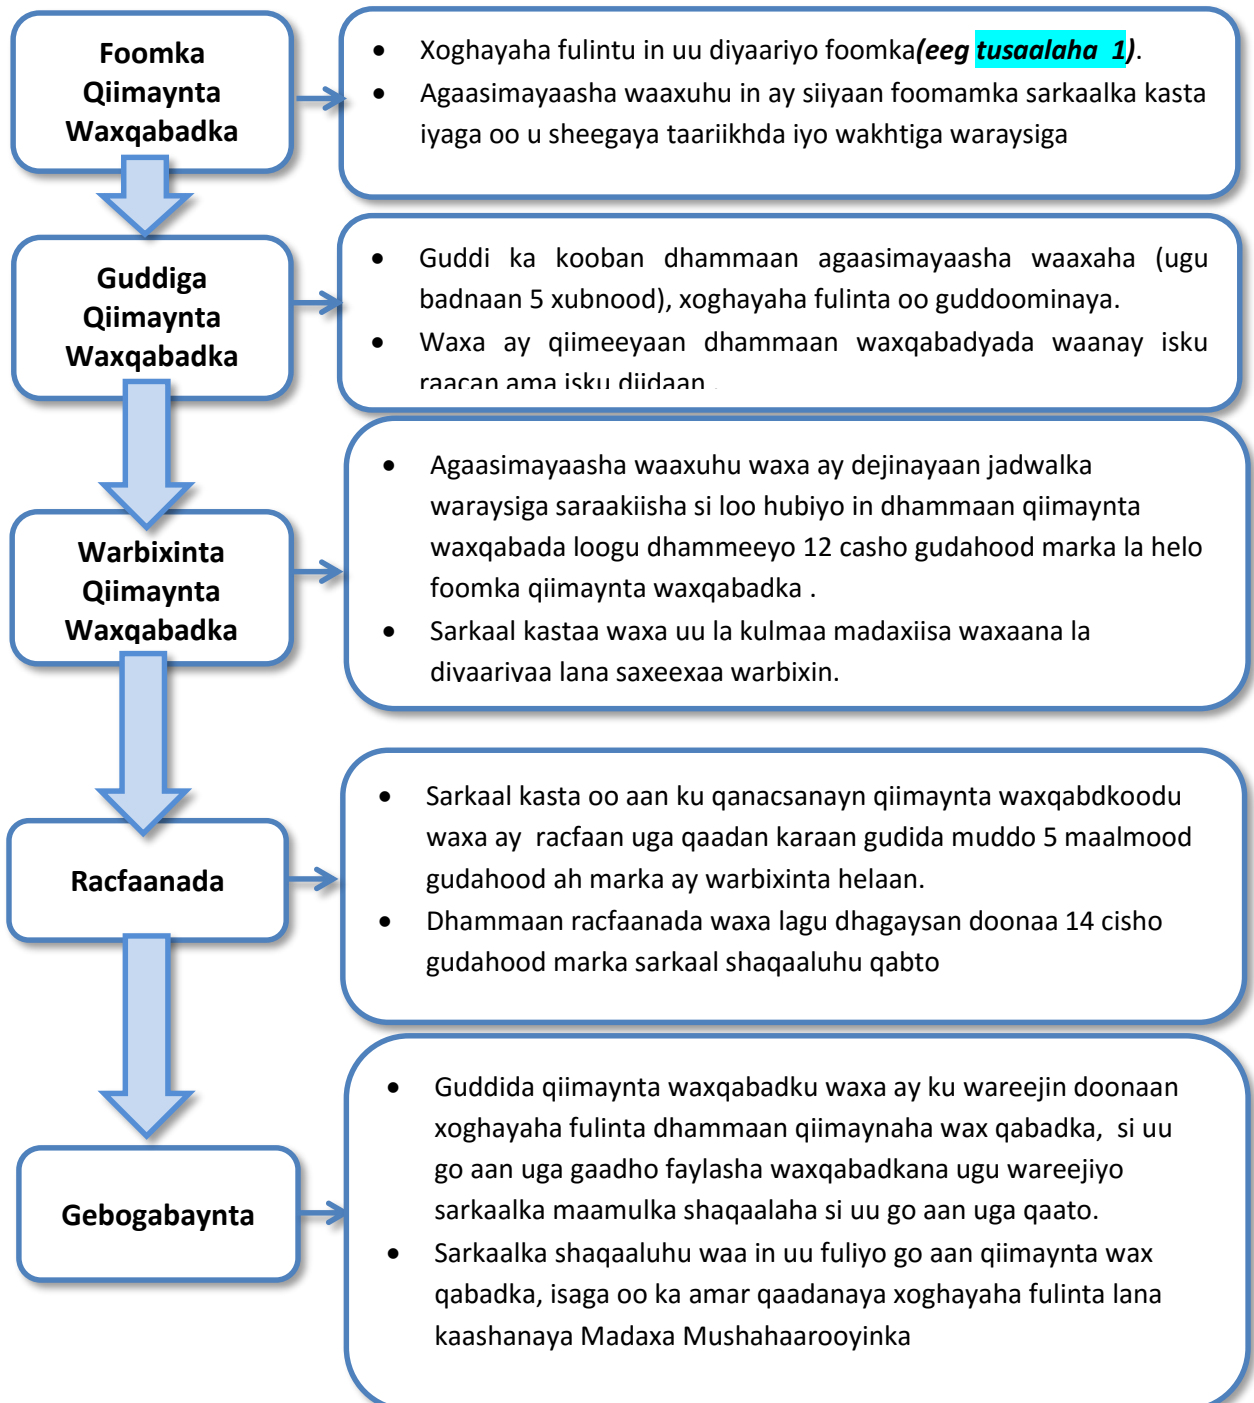 Foomka
Qiimaynta
Waxqabadka
• Xoghayaha fulintu in uu diyaariyo foomka(eeg tusaalaha 1).
• Agaasimayaasha waaxuhu in ay siiyaan foomamka sarkaalka kasta
iyaga oo u sheegaya taariikhda iyo wakhtiga waraysiga
Guddiga
Qiimaynta
Waxqabadka
• Guddi ka kooban dhammaan agaasimayaasha waaxaha (ugu
badnaan 5 xubnood), xoghayaha fulinta oo guddoominaya.
• Waxa ay qiimeeyaan dhammaan waxqabadyada waanay isku
raacan ama isku diidaan .
Warbixinta
Qiimaynta
Waxqabadka
• Agaasimayaasha waaxuhu waxa ay dejinayaan jadwalka
waraysiga saraakiisha si loo hubiyo in dhammaan qiimaynta
waxqabada loogu dhammeeyo 12 casho gudahood marka la helo
foomka qiimaynta waxqabadka .
• Sarkaal kastaa waxa uu la kulmaa madaxiisa waxaana la
diyaariyaa lana saxeexaa warbixin.
Racfaanada
• Sarkaal kasta oo aan ku qanacsanayn qiimaynta waxqabdkoodu
waxa ay racfaan uga qaadan karaan gudida muddo 5 maalmood
gudahood ah marka ay warbixinta helaan.
• Dhammaan racfaanada waxa lagu dhagaysan doonaa 14 cisho
gudahood marka sarkaal shaqaaluhu qabto
Gebogabaynta
• Guddida qiimaynta waxqabadku waxa ay ku wareejin doonaan
xoghayaha fulinta dhammaan qiimaynaha wax qabadka, si uu
go aan uga gaadho faylasha waxqabadkana ugu wareejiyo
sarkaalka maamulka shaqaalaha si uu go aan uga qaato.
• Sarkaalka shaqaaluhu waa in uu fuliyo go aan qiimaynta wax
qabadka, isaga oo ka amar qaadanaya xoghayaha fulinta lana
kaashanaya Madaxa Mushahaarooyinka